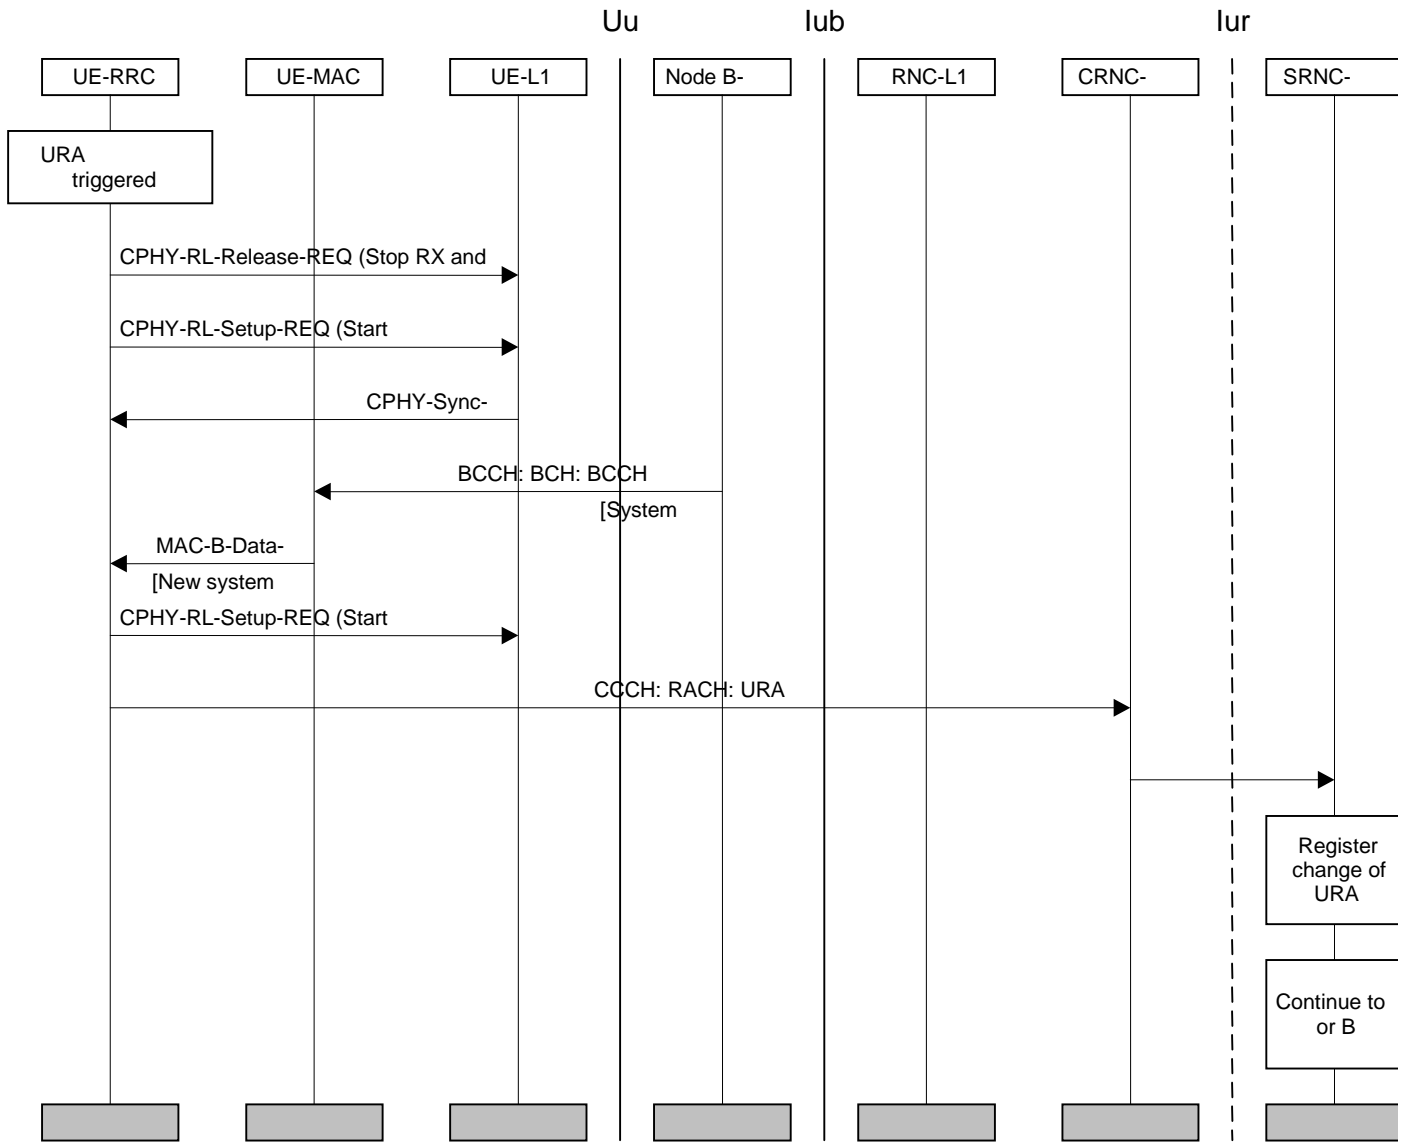 Uu
Iub
Iur
UE-RRC
UE-MAC
UE-L1
Node B-
RNC-L1
CRNC-
SRNC-
URA
triggered
CPHY-RL-Release-REQ (Stop RX and
CPHY-RL-Setup-REQ (Start
CPHY-Sync-
BCCH: BCH: BCCH
[System
MAC-B-Data-
[New system
CPHY-RL-Setup-REQ (Start
CCCH: RACH: URA
Register
change of
URA
Continue to
or B